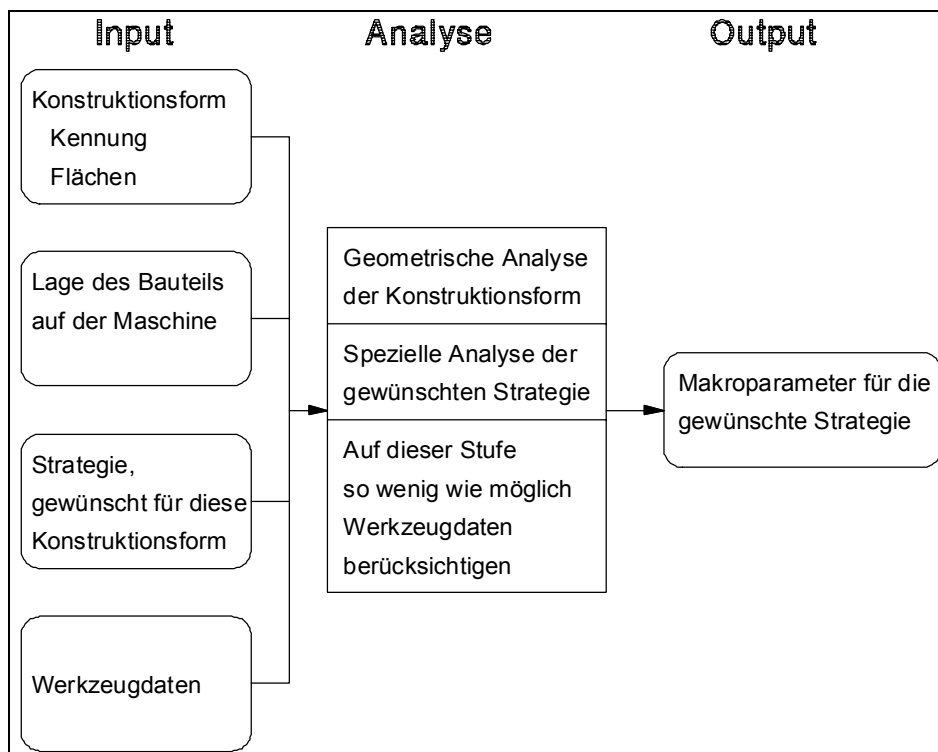 Input
Analyse
Output
Konstruktionsform
Kennung
Flächen
Lage des Bauteils
auf der Maschine
Strategie,
gewünscht für diese
Konstruktionsform
Werkzeugdaten
Geometrische Analyse
der Konstruktionsform
Spezielle Analyse der
gewünschten Strategie
Auf dieser Stufe
so wenig wie möglich
Werkzeugdaten
berücksichtigen
Makroparameter für die
gewünschte Strategie